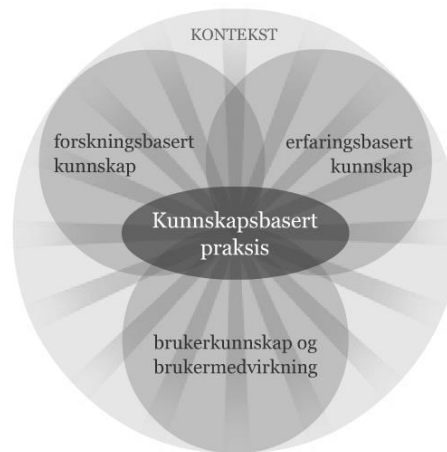 KONTEKST
forskningsbasert
kunnskap
erfaringsbasert
kunnskap
Kunnskapsbasert
praksis
brukerkunnskap og
brukermedvirkning